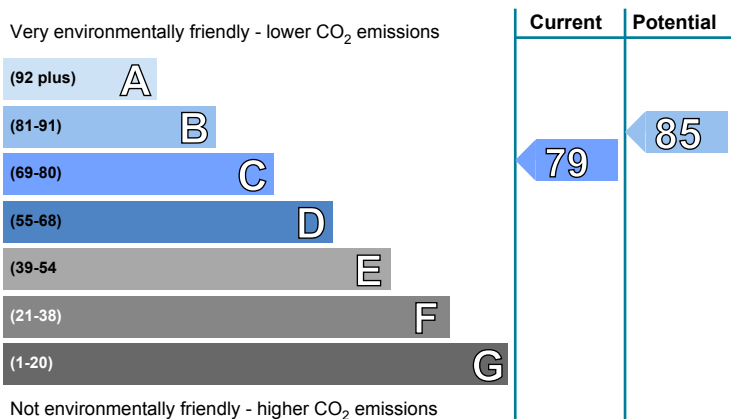 Current Potential
Very environmentally friendly - lower CO2 emissions
(92 plus) A
(81-91) B
85
(69-80) C
79
(55-68) D
(39-54 E
(21-38) F
(1-20) G
Not environmentally friendly - higher CO2 emissions